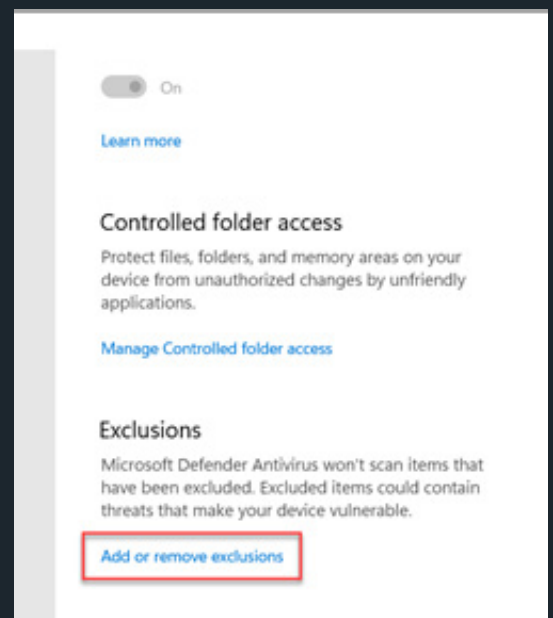 On
Learn more
Controlled folder access
Protect files, folders, and memory areas on your
device from unauthorized changes by unfriendly
applications.
Manage Controlled folder access
Exclusions
Microsoft Defender Antivirus won't scan items that
have been excluded. Excluded items could contain
threats that make your device vulnerable.
Add or remove exclusions